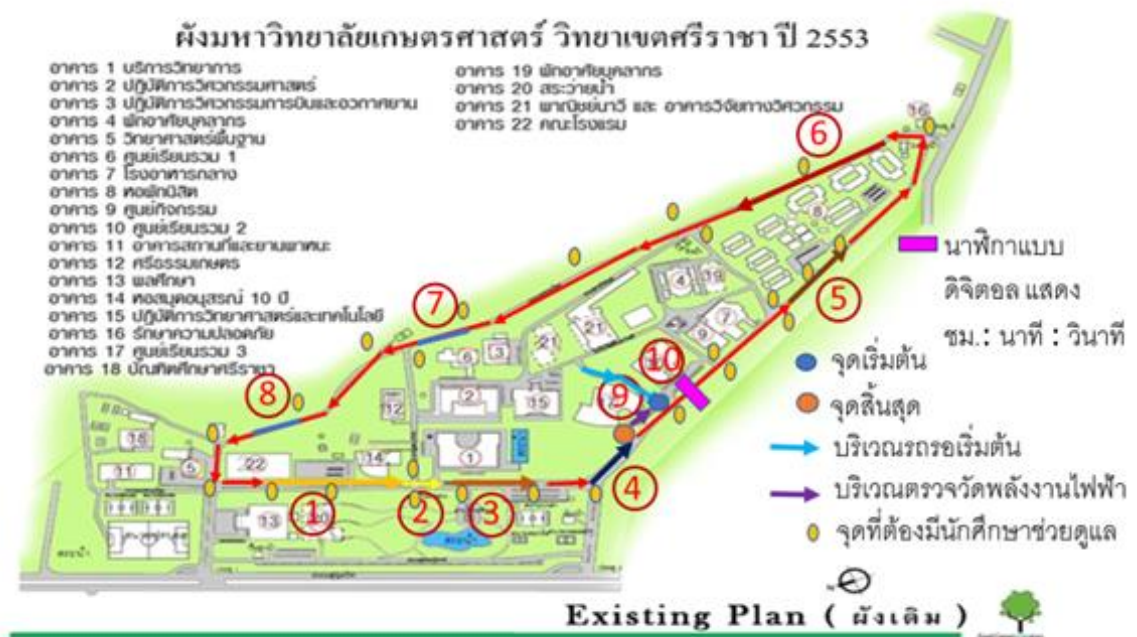 ผังมหาวิทยาลัยเกษตรศาสตร์ วิทยาเขตศรีราชา ปี 2553
อาคาร 1 บริการวิทยาการ
อาคาร 2 ปฏิบัติการวิศวกรรมศาสตร์
อาคาร 3 ปฏิบัติการวิศวกรรมการบินและอวกาศยาน
อาคาร 4 พักอาศัยบุคลากร
อาคาร 5 วิทยาศาสตร์พื้นฐาน
อาคาร 6 ศูนย์เรียนรวม 1
อาคาร 7 โรงอาหารกลาง
อาคาร 8 หอพักนิสิต
อาคาร 9 ศูนย์กิจกรรม
อาคาร 10 ศูนย์เรียนรวม 2
อาคาร 11 อาคารสถานที่และยานพาหนะ
อาคาร 12 ศรีธรรมเกษตร
อาคาร 13 พลศึกษา
อาคาร 14 หอสมุดอนุสรณ์ 10 ปี
อาคาร 15 ปฏิบัติการวิทยาศาสตร์และเทคโนโลยี
อาคาร 16 รักษาความปลอดภัย
อาคาร 17 ศูนย์เรียนรวม 3
อาคาร 18 บัณฑิตศึกษาศรีราชา
อาคาร 19 พักอาศัยบุคลากร
อาคาร 20 สระว่ายน้ำ
อาคาร 21 พาณิชย์นาวี และ อาคารวิจัยทางวิศวกรรม
อาคาร 22 คณะโรงแรม
16
6
8
4
19
5
7
7
9
21
21
6
3
10
9
8
12
2
15
18
11
5
22
14
1
4
13
1
2
3
นาฬิกาแบบ
ดิจิตอล แสดง
ชม.: นาที : วินาที
จุดเริ่มต้น
จุดสิ้นสุด
บริเวณรถรอเริ่มต้น
บริเวณตรวจวัดพลังงานไฟฟ้า
จุดที่ต้องมีนักศึกษาช่วยดูแล
Existing Plan ( ผังเดิม )